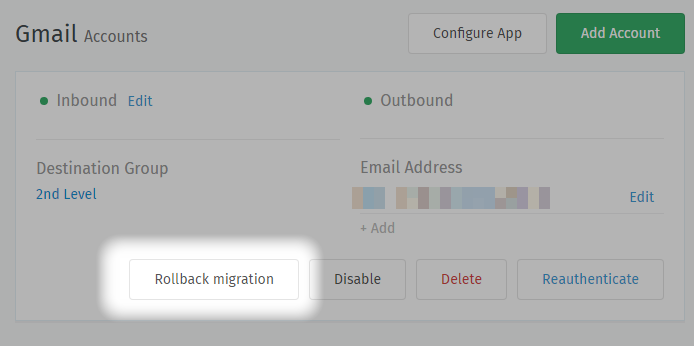 Gmail Accounts
Configure App
Add Account
Inbound Edit
Outbound
Destination Group
2nd Level
Email Address
Edit
+ Add
Rollback migration
Disable
Delete
Reauthenticate